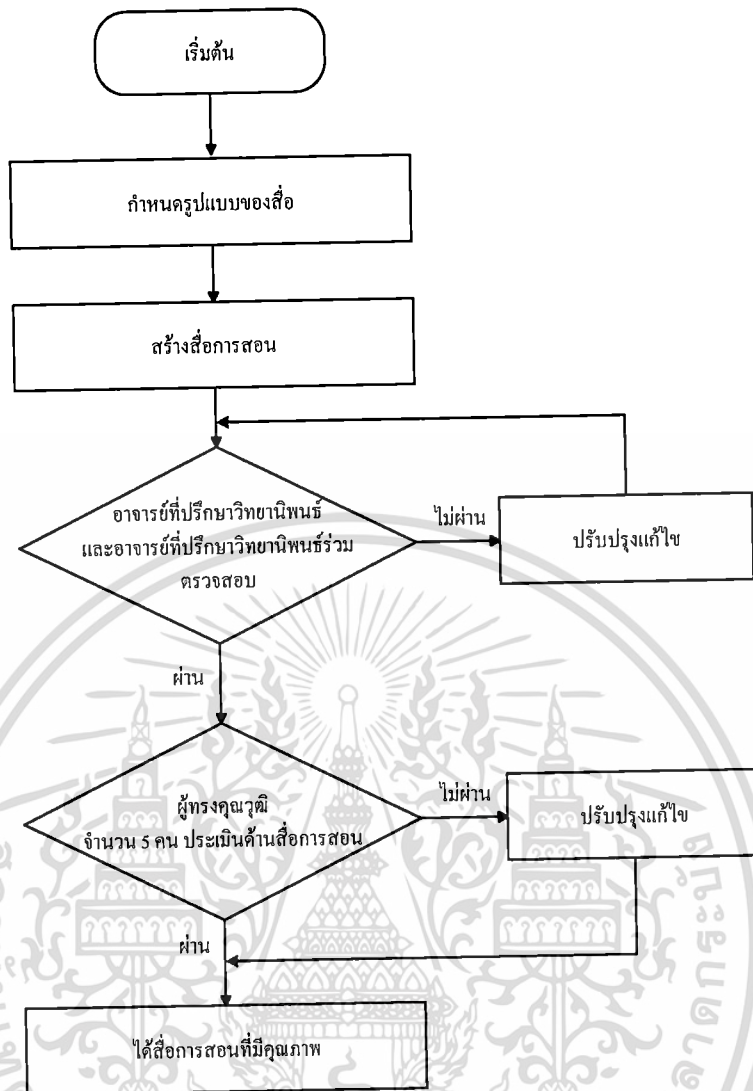 เริ่มต้น
กำหนดรูปแบบของสื่อ
สร้างสื่อการสอน
อาจารย์ที่ปรึกษาวิทยานิพนธ์
และอาจารย์ที่ปรึกษาวิทยานิพนธ์ร่วม
ตรวจสอบ
ไม่ผ่าน
ปรับปรุงแก้ไข
ผ่าน
ผู้ทรงคุณวุฒิ
จำนวน 5 คน ประเมินด้านสื่อการสอน
ไม่ผ่าน
ปรับปรุงแก้ไข
ผ่าน
ได้สื่อการสอนที่มีคุณภาพ